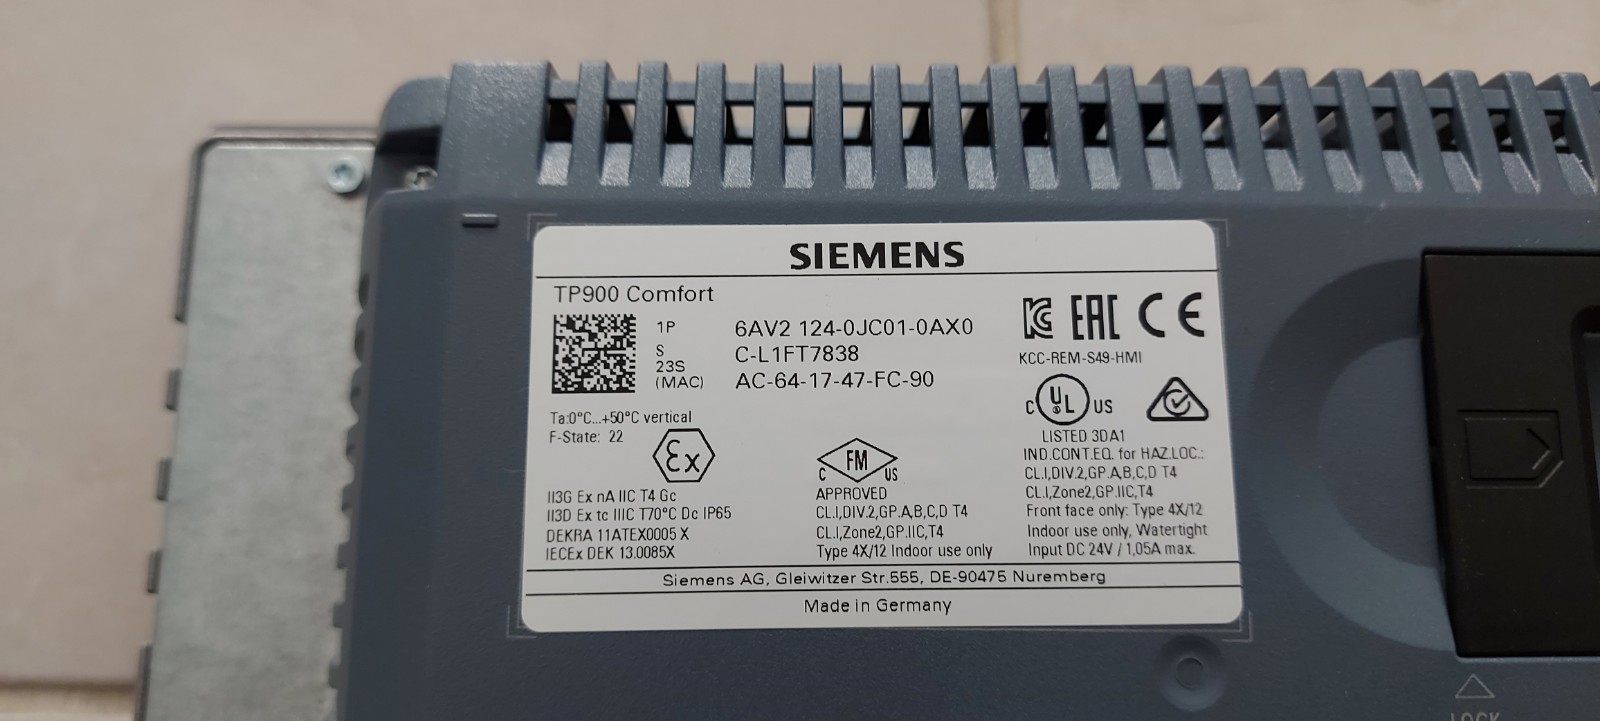 SIEMENS
TP900 Comfort
1P 6AV2 124-0JC01-0AX0
S C-L1FT7838
23S
(MAC) AC-64-17-47-FC-90
KCC-REM-S49-HMI
Ta:0°C...+50°C vertical
F-State: 22
Ex
II3G Ex nA IIC T4 Gc
II3D Ex tc IIIC T70°C Dc IP65
DEKRA 11ATEX0005 X
IECEx DEK 13.0085X
C FM US
APPROVED
CL.I,DIV.2,GP.A,B,C,D T4
CL.I,Zone2,GP.IIC,T4
Type 4X/12 Indoor use only
EAC CE
C UL US
LISTED 3DA1
IND.CONT.EQ. for HAZ.LOC.:
CL.I,DIV.2,GP.A,B,C,D T4
CL.I,Zone2,GP.IIC,T4
Front face only: Type 4X/12
Indoor use only, Watertight
Input DC 24V / 1,05A max.
Siemens AG, Gleiwitzer Str.555, DE-90475 Nuremberg
Made in Germany
LOCK